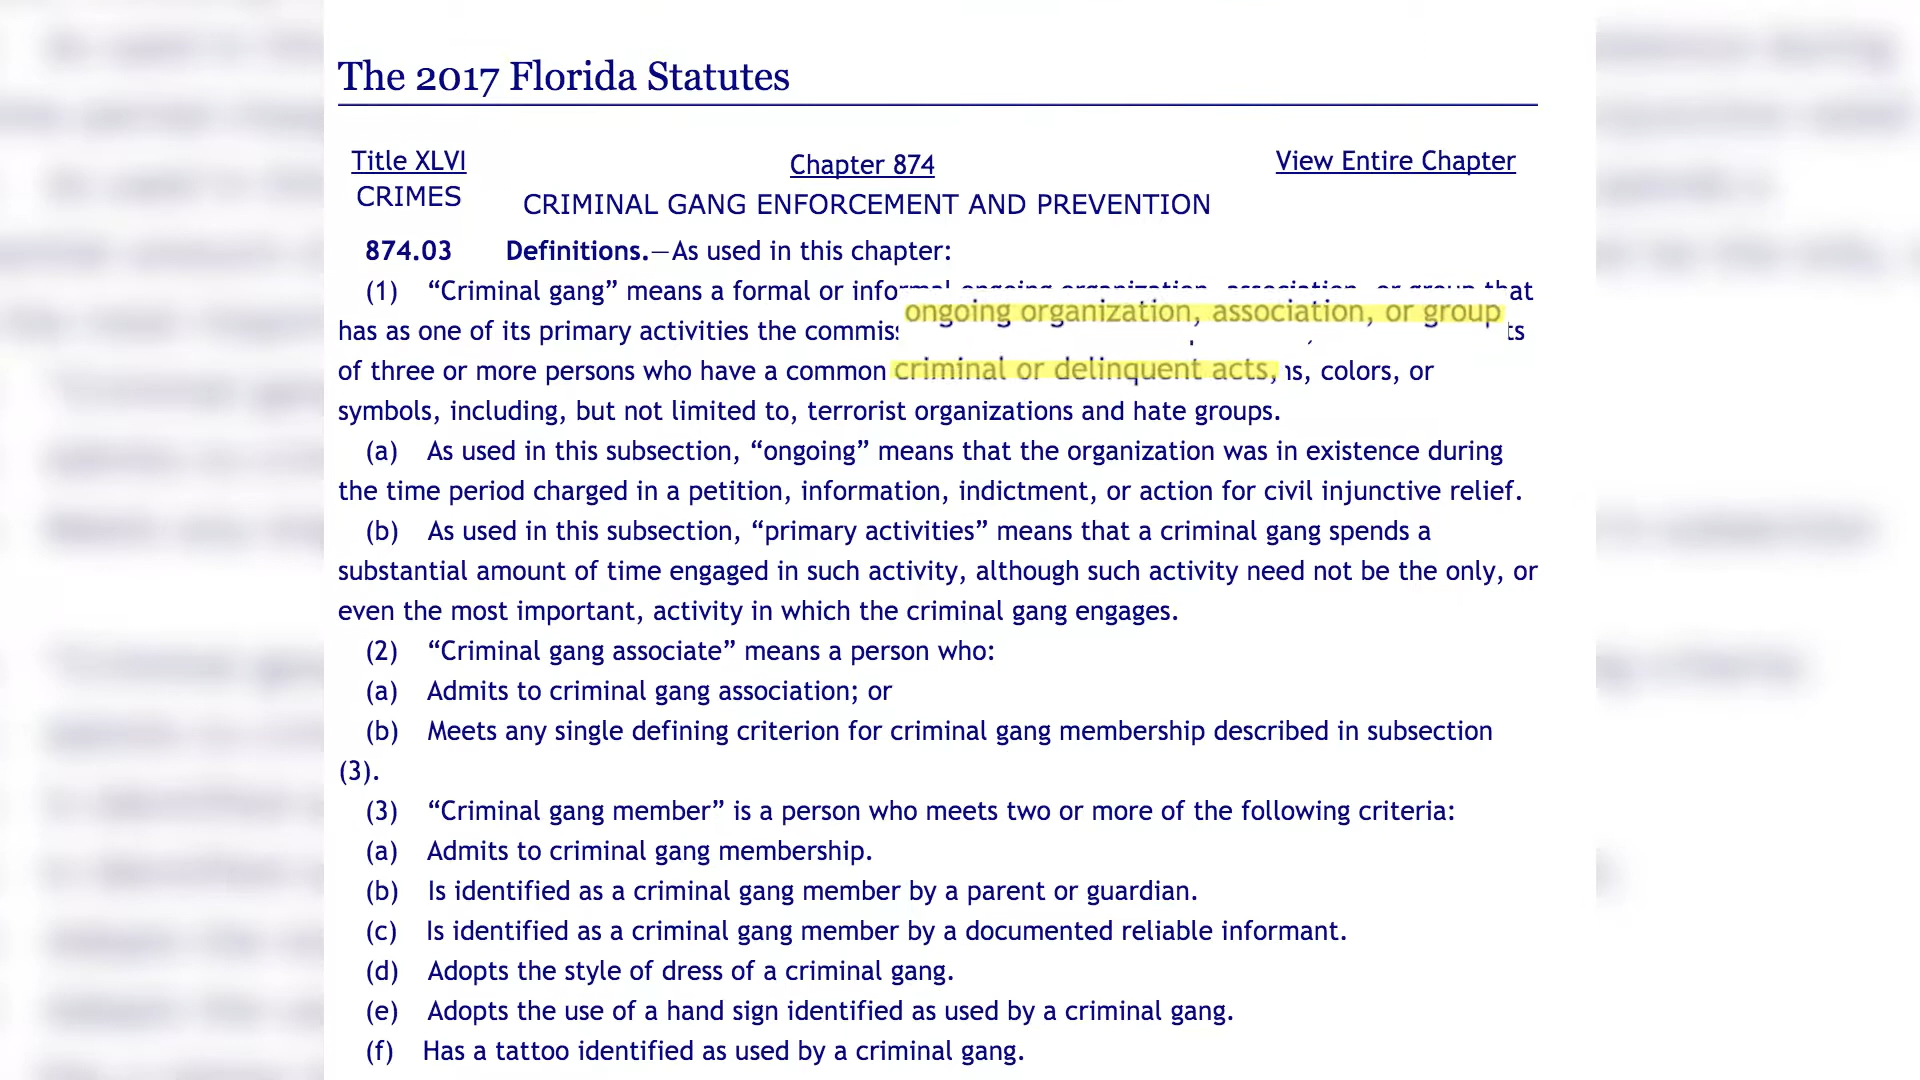 The 2017 Florida Statutes
Title XLVI Chapter 874 View Entire Chapter
CRIMES CRIMINAL GANG ENFORCEMENT AND PREVENTION
874.03 Definitions.—As used in this chapter:
(1) “Criminal gang” means a formal or informal ongoing organization, association, or group that
ongoing organization, association, or group
has as one of its primary activities the
of three or more persons who have a common criminal or delinquent acts, colors, or
symbols, including, but not limited to, terrorist organizations and hate groups.
(a) As used in this subsection, “ongoing” means that the organization was in existence during
the time period charged in a petition, information, indictment, or action for civil injunctive relief.
(b) As used in this subsection, “primary activities” means that a criminal gang spends a
substantial amount of time engaged in such activity, although such activity need not be the only, or
even the most important, activity in which the criminal gang engages.
(2) “Criminal gang associate” means a person who:
(a) Admits to criminal gang association; or
(b) Meets any single defining criterion for criminal gang membership described in subsection
(3).
(3) “Criminal gang member” is a person who meets two or more of the following criteria:
(a) Admits to criminal gang membership.
(b) Is identified as a criminal gang member by a parent or guardian.
(c) Is identified as a criminal gang member by a documented reliable informant.
(d) Adopts the style of dress of a criminal gang.
(e) Adopts the use of a hand sign identified as used by a criminal gang.
(f) Has a tattoo identified as used by a criminal gang.